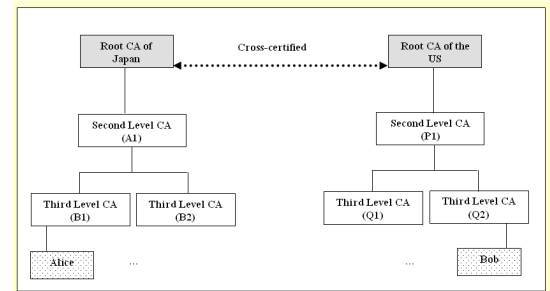 Root CA of
Japan
Cross-certified
Root CA of the
US
Second Level CA
(A1)
Second Level CA
(P1)
Third Level CA
(B1)
Third Level CA
(B2)
Third Level CA
(Q1)
Third Level CA
(Q2)
Alice
...
...
Bob